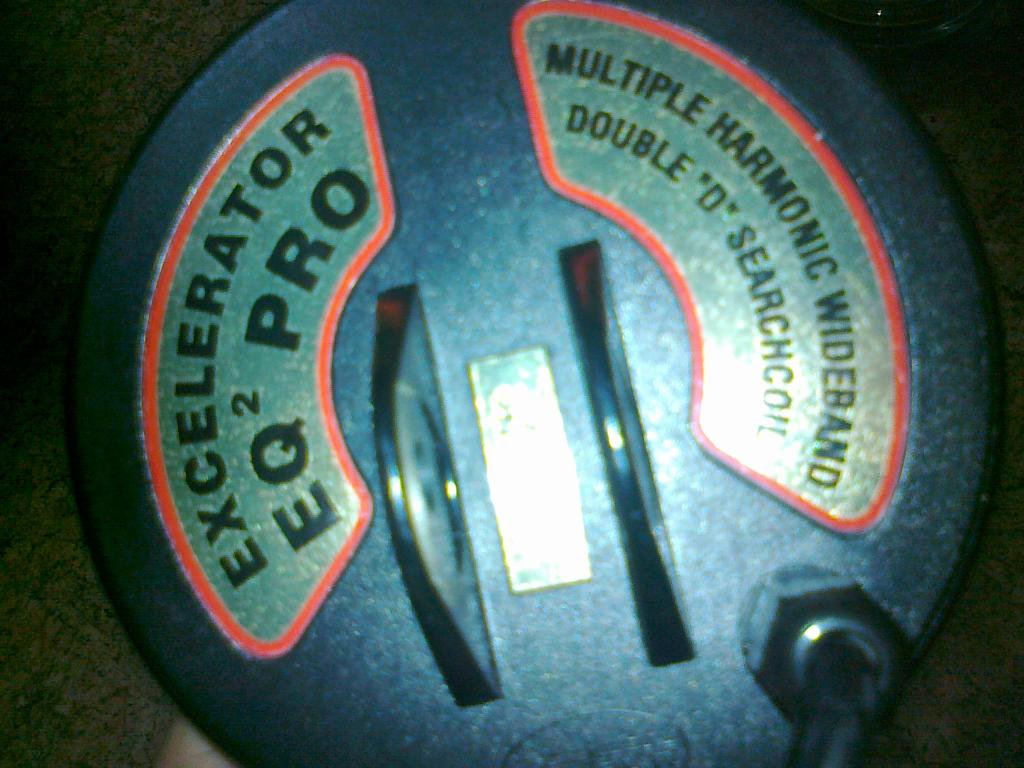 EXCELERATOR
EQ² PRO
MULTIPLE HARMONIC WIDEBAND
DOUBLE "D" SEARCHCOIL